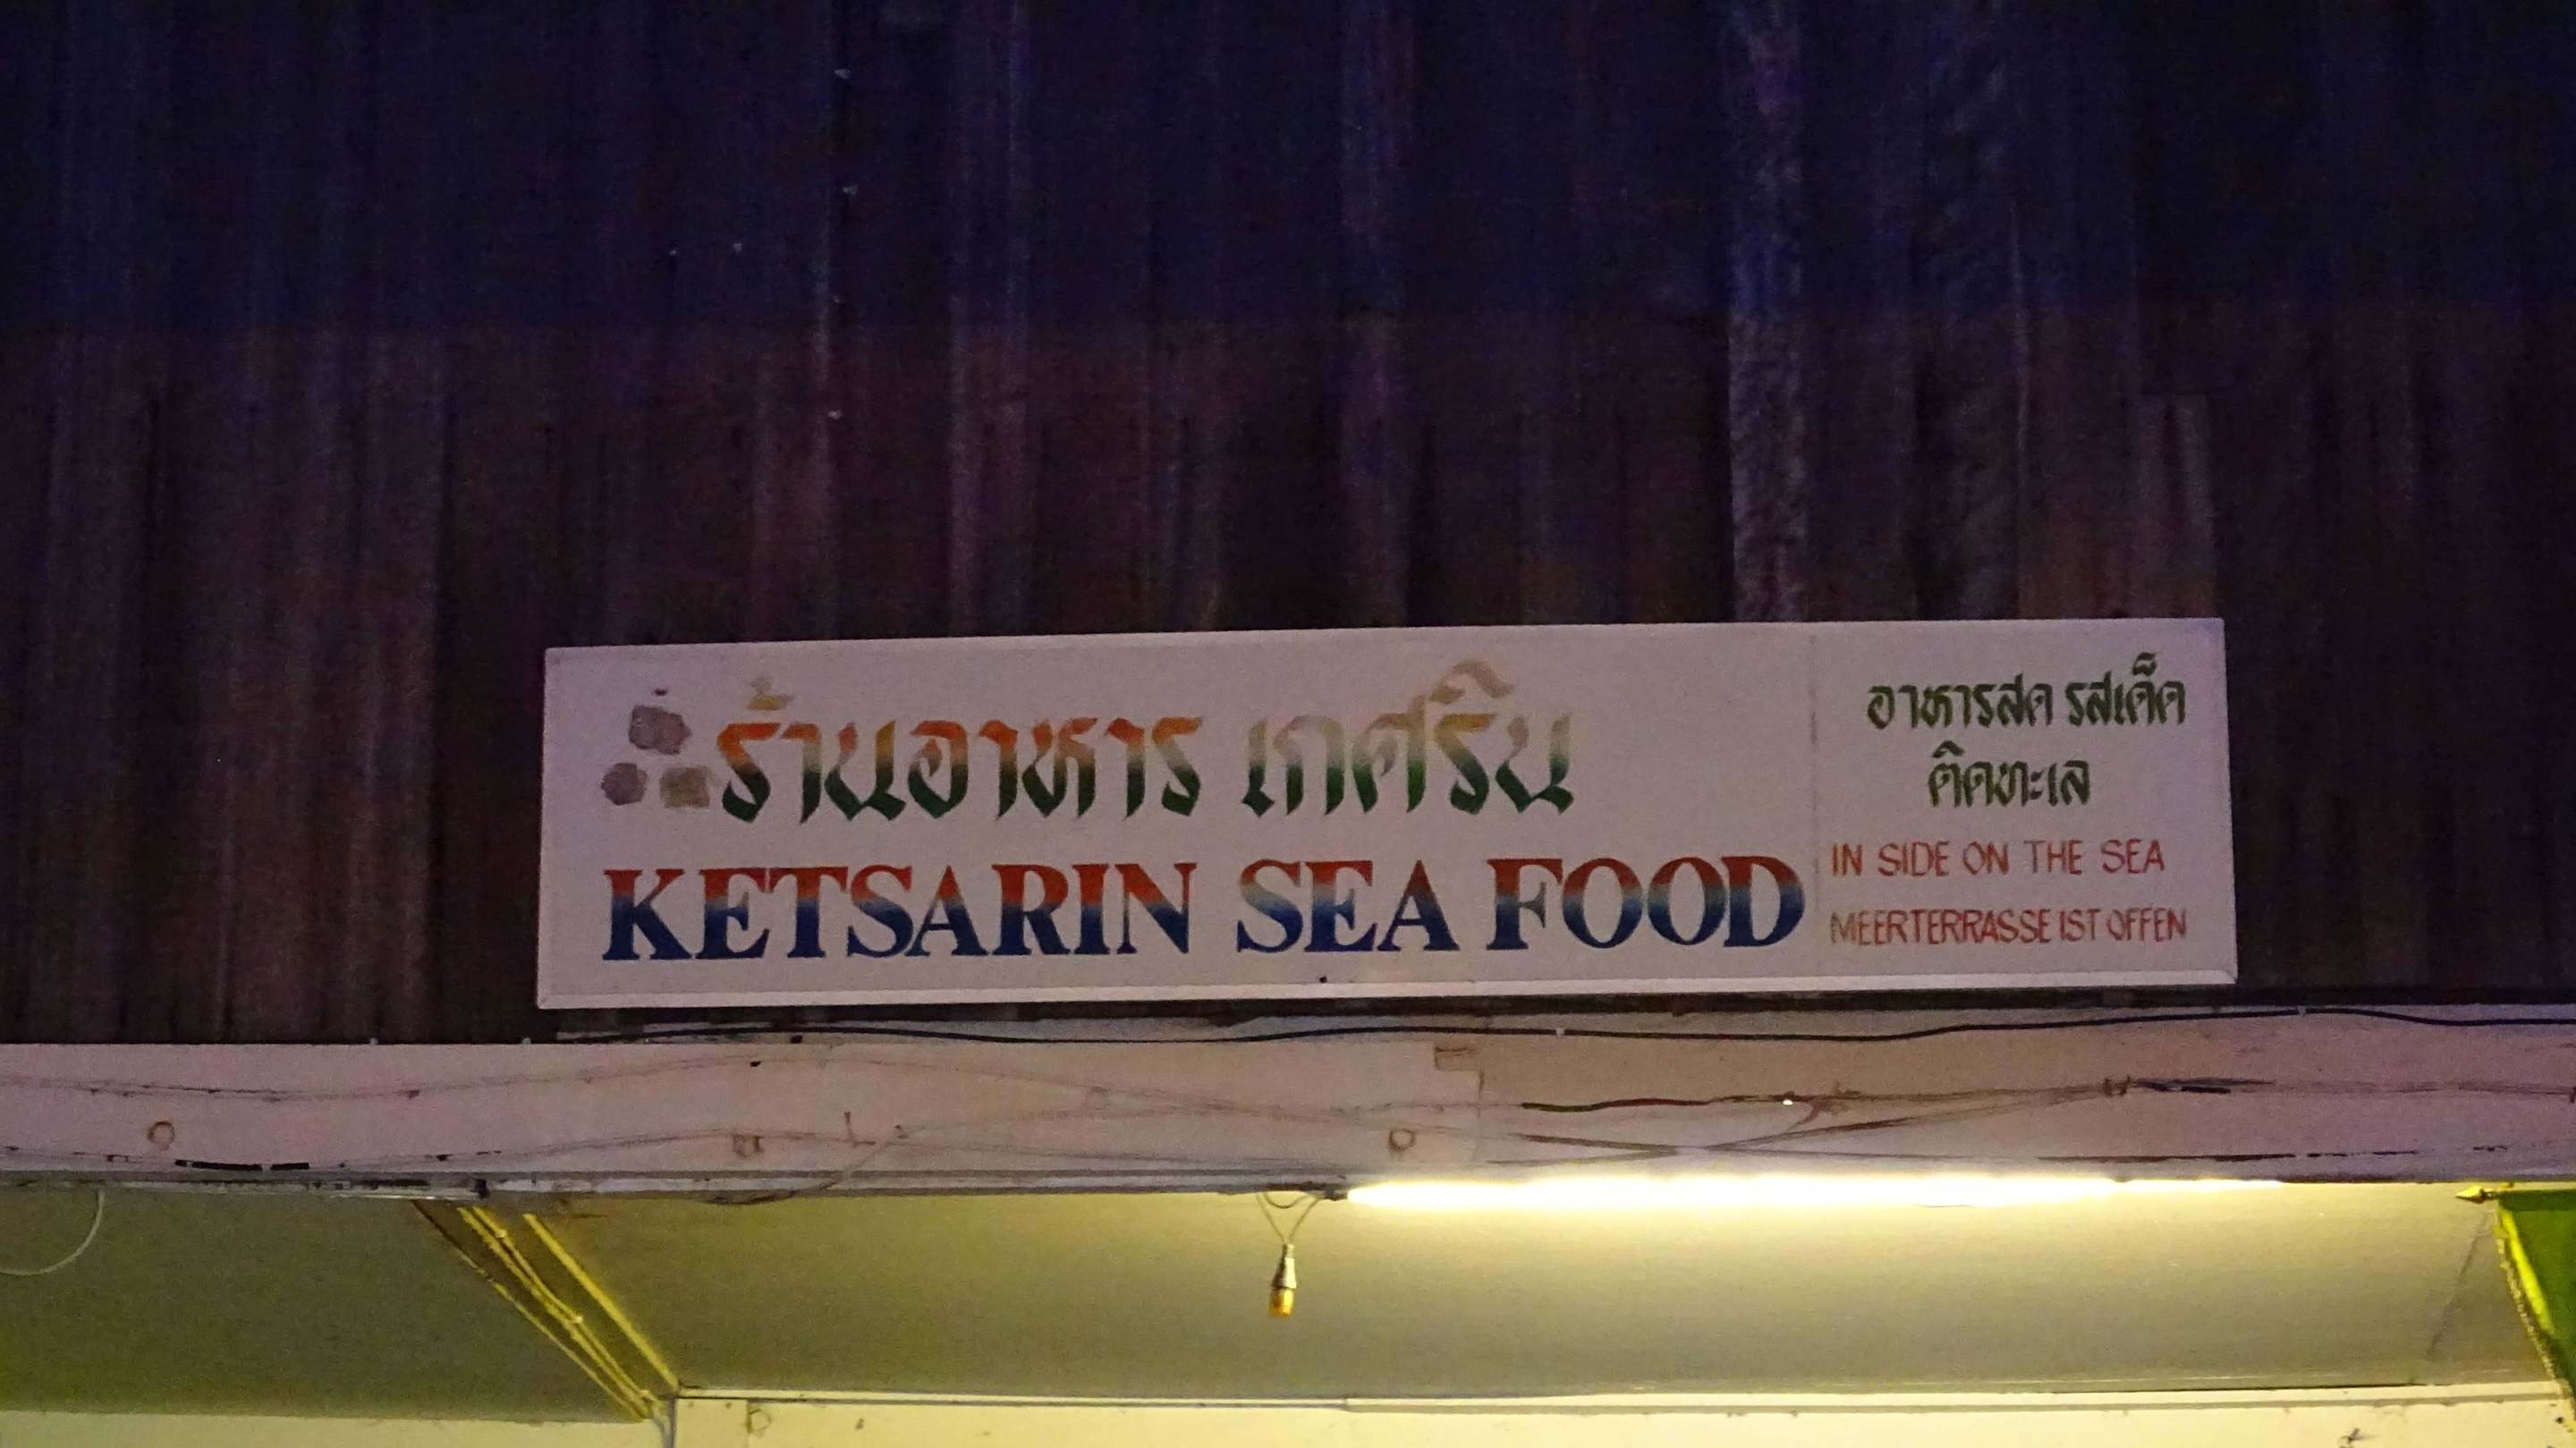 ร้านอาหาร เกศริน
KETSARIN SEA FOOD
อาหารสด รสเด็ด
ติดทะเล
IN SIDE ON THE SEA
MEERTERRASSE IST OFFEN